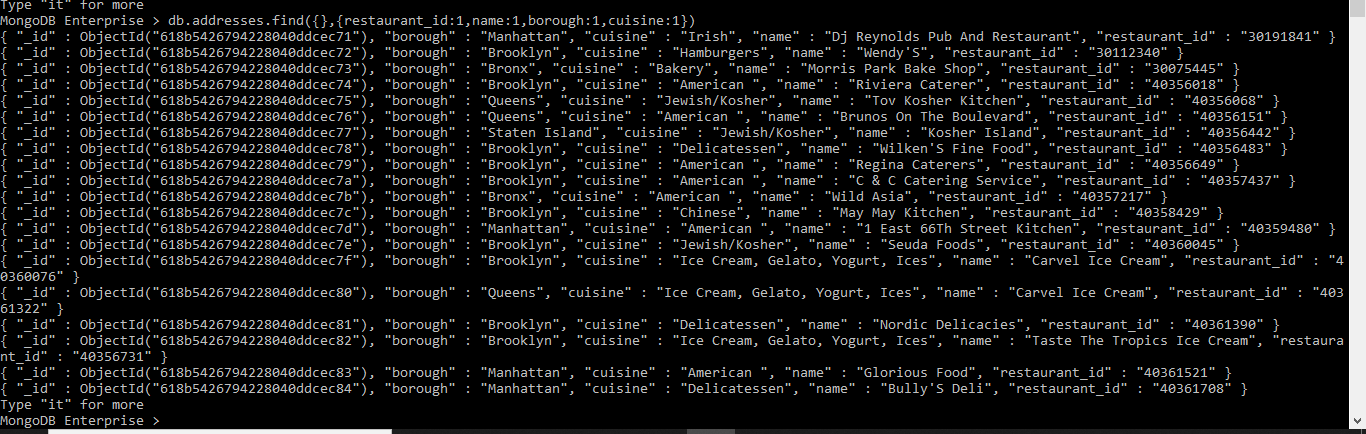 Type "it" for more
MongoDB Enterprise > db.addresses.find({},{restaurant_id:1,name:1,borough:1,cuisine:1})
{ "_id" : ObjectId("618b5426794228040ddcec71"), "borough" : "Manhattan", "cuisine" : "Irish", "name" : "Dj Reynolds Pub And Restaurant", "restaurant_id" : "30191841" }
{ "_id" : ObjectId("618b5426794228040ddcec72"), "borough" : "Brooklyn", "cuisine" : "Hamburgers", "name" : "Wendy'S", "restaurant_id" : "30112340" }
{ "_id" : ObjectId("618b5426794228040ddcec73"), "borough" : "Bronx", "cuisine" : "Bakery", "name" : "Morris Park Bake Shop", "restaurant_id" : "30075445" }
{ "_id" : ObjectId("618b5426794228040ddcec74"), "borough" : "Brooklyn", "cuisine" : "American ", "name" : "Riviera Caterer", "restaurant_id" : "40356018" }
{ "_id" : ObjectId("618b5426794228040ddcec75"), "borough" : "Queens", "cuisine" : "Jewish/Kosher", "name" : "Tov Kosher Kitchen", "restaurant_id" : "40356068" }
{ "_id" : ObjectId("618b5426794228040ddcec76"), "borough" : "Queens", "cuisine" : "American ", "name" : "Brunos On The Boulevard", "restaurant_id" : "40356151" }
{ "_id" : ObjectId("618b5426794228040ddcec77"), "borough" : "Staten Island", "cuisine" : "Jewish/Kosher", "name" : "Kosher Island", "restaurant_id" : "40356442" }
{ "_id" : ObjectId("618b5426794228040ddcec78"), "borough" : "Brooklyn", "cuisine" : "Delicatessen", "name" : "Wilken'S Fine Food", "restaurant_id" : "40356483" }
{ "_id" : ObjectId("618b5426794228040ddcec79"), "borough" : "Brooklyn", "cuisine" : "American ", "name" : "Regina Caterers", "restaurant_id" : "40356649" }
{ "_id" : ObjectId("618b5426794228040ddcec7a"), "borough" : "Brooklyn", "cuisine" : "American ", "name" : "C & C Catering Service", "restaurant_id" : "40357437" }
{ "_id" : ObjectId("618b5426794228040ddcec7b"), "borough" : "Bronx", "cuisine" : "American ", "name" : "Wild Asia", "restaurant_id" : "40357217" }
{ "_id" : ObjectId("618b5426794228040ddcec7c"), "borough" : "Brooklyn", "cuisine" : "Chinese", "name" : "May May Kitchen", "restaurant_id" : "40358429" }
{ "_id" : ObjectId("618b5426794228040ddcec7d"), "borough" : "Manhattan", "cuisine" : "American ", "name" : "1 East 66Th Street Kitchen", "restaurant_id" : "40359480" }
{ "_id" : ObjectId("618b5426794228040ddcec7e"), "borough" : "Brooklyn", "cuisine" : "Jewish/Kosher", "name" : "Seuda Foods", "restaurant_id" : "40360045" }
{ "_id" : ObjectId("618b5426794228040ddcec7f"), "borough" : "Brooklyn", "cuisine" : "Ice Cream, Gelato, Yogurt, Ices", "name" : "Carvel Ice Cream", "restaurant_id" : "4
0360076" }
{ "_id" : ObjectId("618b5426794228040ddcec80"), "borough" : "Queens", "cuisine" : "Ice Cream, Gelato, Yogurt, Ices", "name" : "Carvel Ice Cream", "restaurant_id" : "403
61322" }
{ "_id" : ObjectId("618b5426794228040ddcec81"), "borough" : "Brooklyn", "cuisine" : "Delicatessen", "name" : "Nordic Delicacies", "restaurant_id" : "40361390" }
{ "_id" : ObjectId("618b5426794228040ddcec82"), "borough" : "Brooklyn", "cuisine" : "Ice Cream, Gelato, Yogurt, Ices", "name" : "Taste The Tropics Ice Cream", "restaura
nt_id" : "40356731" }
{ "_id" : ObjectId("618b5426794228040ddcec83"), "borough" : "Manhattan", "cuisine" : "American ", "name" : "Glorious Food", "restaurant_id" : "40361521" }
{ "_id" : ObjectId("618b5426794228040ddcec84"), "borough" : "Manhattan", "cuisine" : "Delicatessen", "name" : "Bully'S Deli", "restaurant_id" : "40361708" }
Type "it" for more
MongoDB Enterprise >